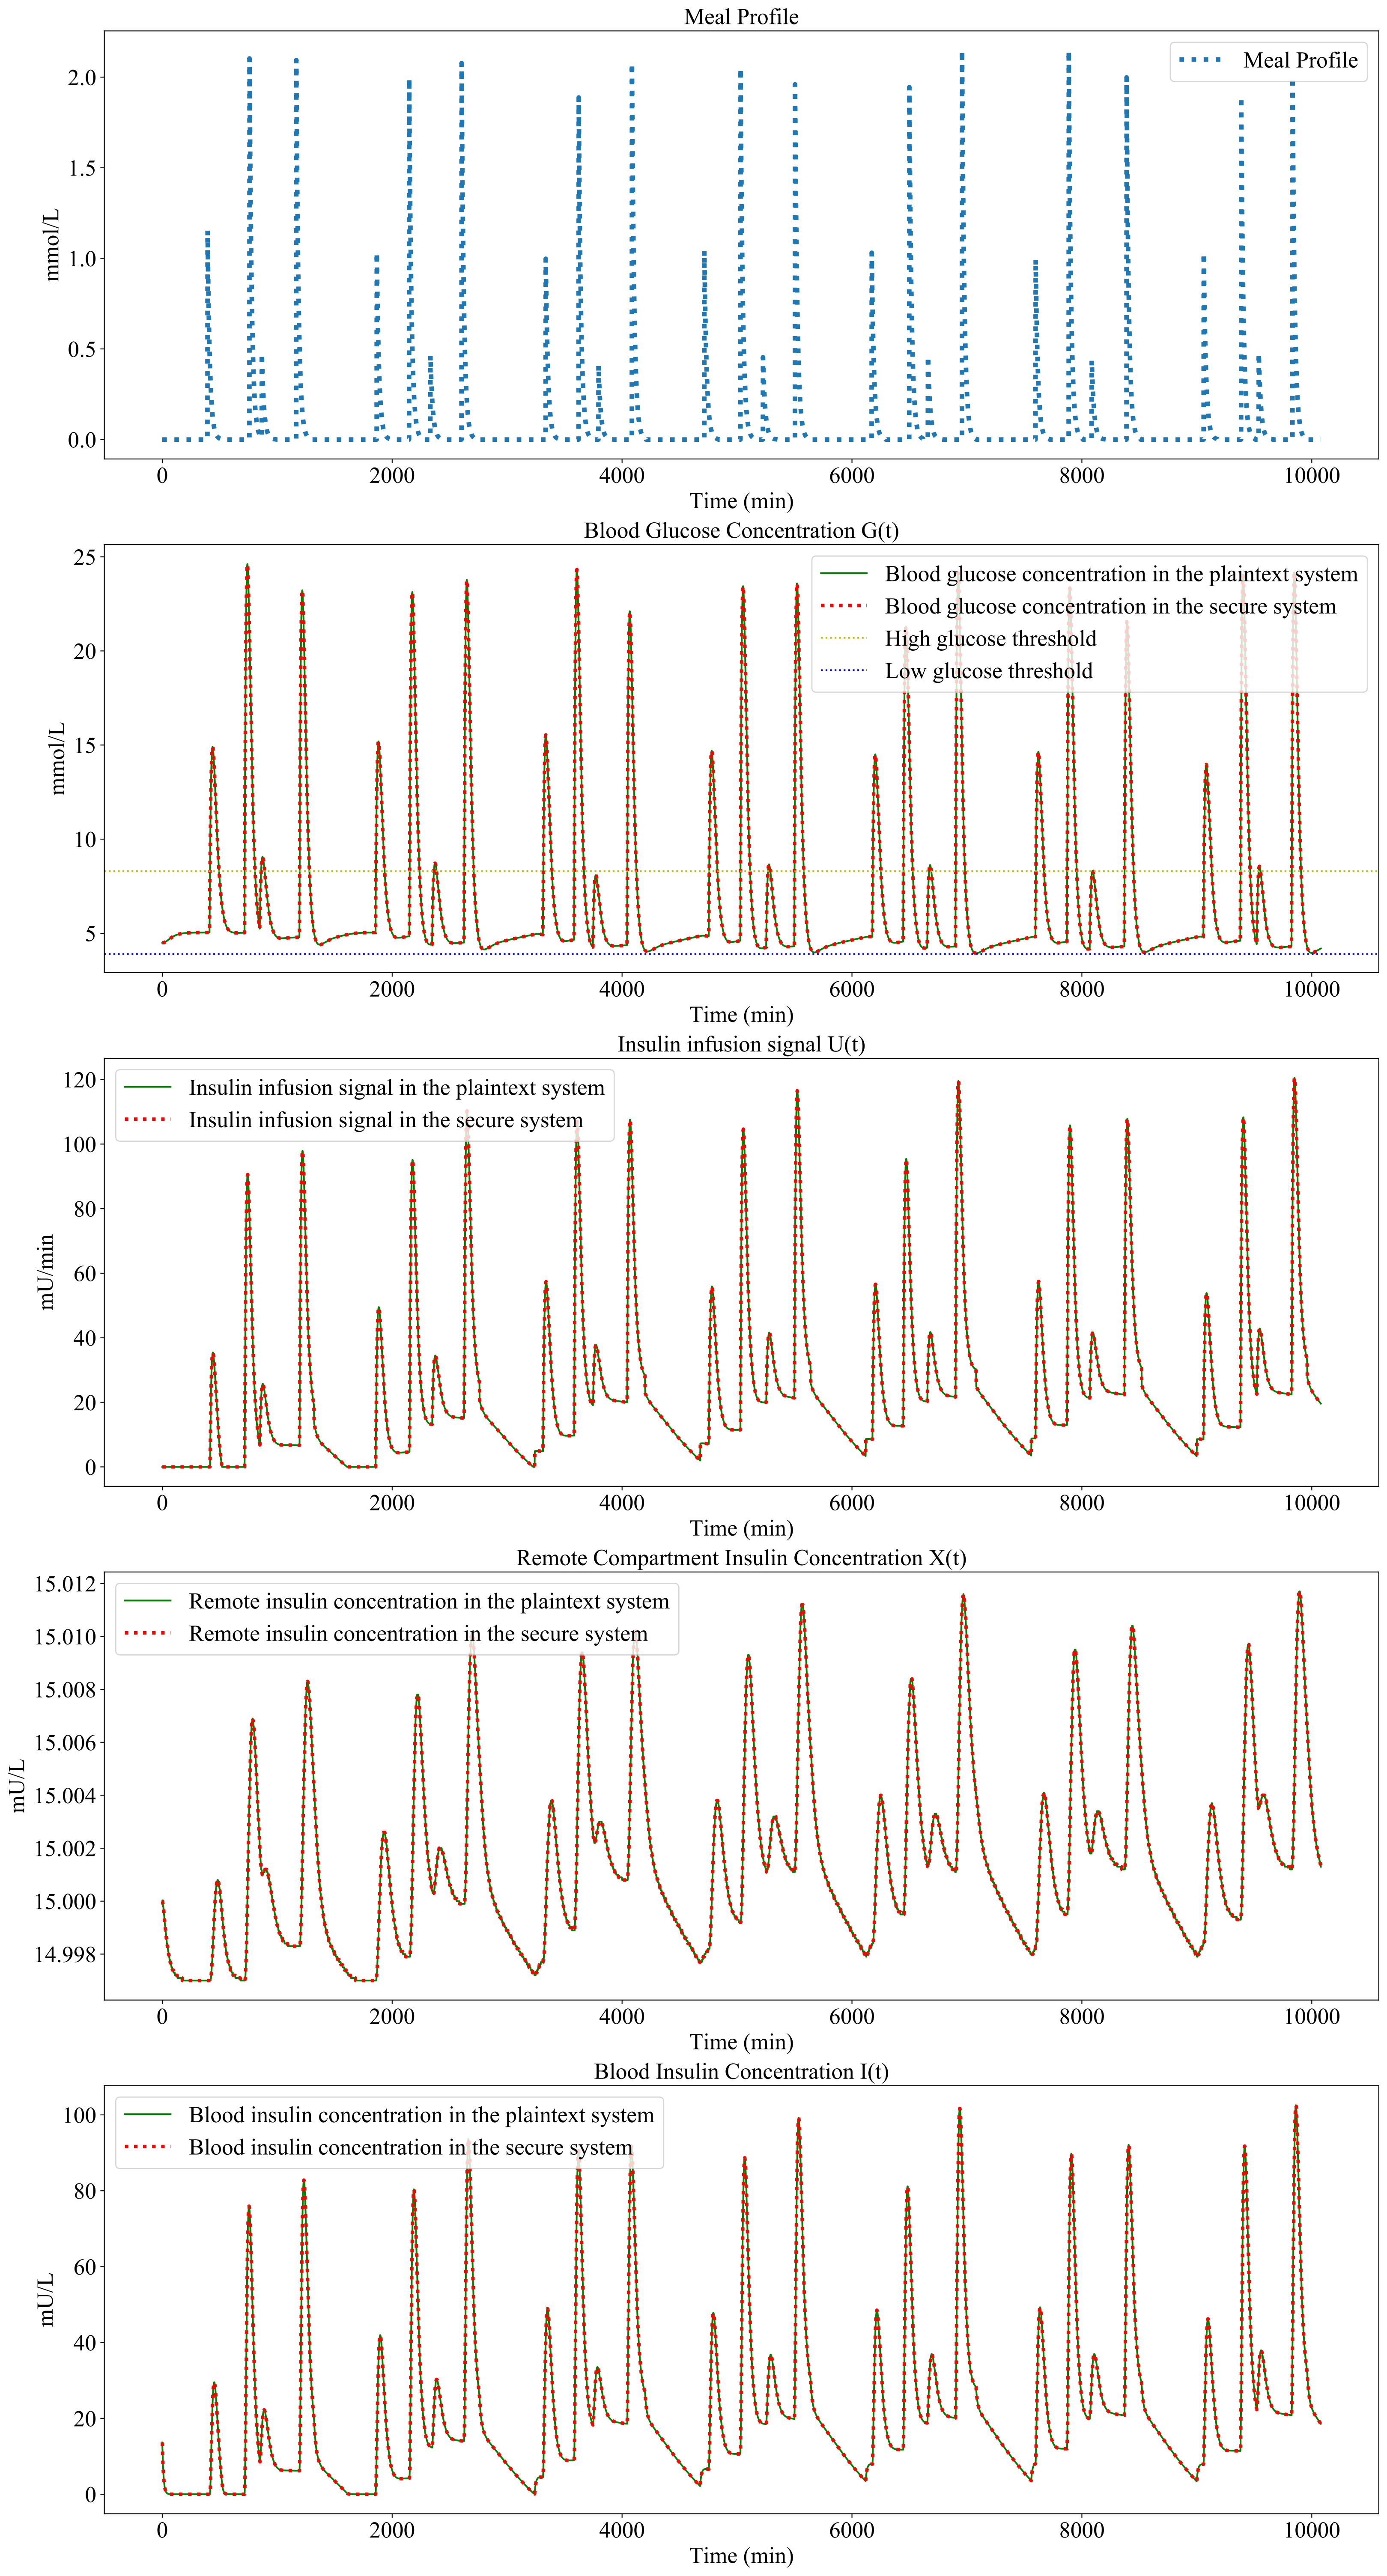 Meal Profile
2.0
1.5
1.0
0.5
0.0
mmol/L
Meal Profile
0 2000 4000 6000 8000 10000
Time (min)
Blood Glucose Concentration G(t)
25
20
15
10
5
mmol/L
Blood glucose concentration in the plaintext system
Blood glucose concentration in the secure system
High glucose threshold
Low glucose threshold
0 2000 4000 6000 8000 10000
Time (min)
Insulin infusion signal U(t)
120
100
80
60
40
20
0
mU/min
Insulin infusion signal in the plaintext system
Insulin infusion signal in the secure system
0 2000 4000 6000 8000 10000
Time (min)
Remote Compartment Insulin Concentration X(t)
15.012
15.010
15.008
15.006
15.004
15.002
15.000
14.998
mU/L
Remote insulin concentration in the plaintext system
Remote insulin concentration in the secure system
0 2000 4000 6000 8000 10000
Time (min)
Blood Insulin Concentration I(t)
100
80
60
40
20
0
mU/L
Blood insulin concentration in the plaintext system
Blood insulin concentration in the secure system
0 2000 4000 6000 8000 10000
Time (min)